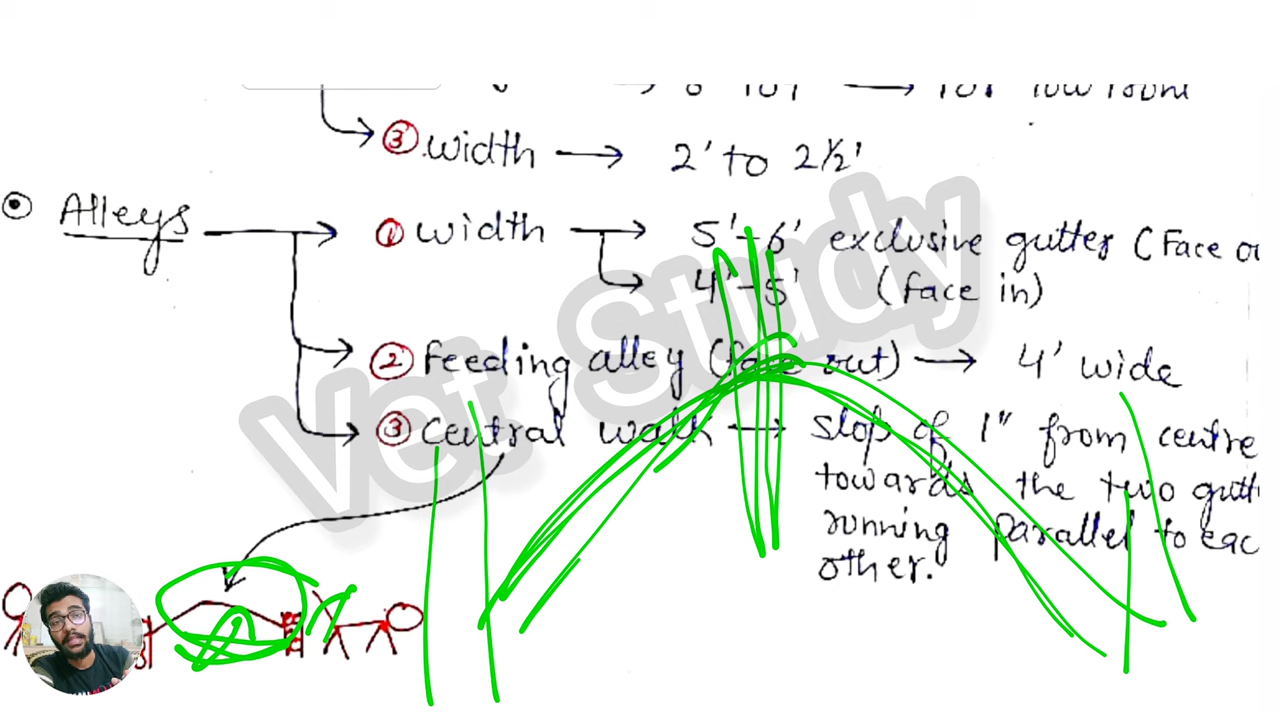 ③ width → 2' to 2½'
Alleys → ① width → 5'-6' exclusive gutter (Face
→ 4'-5' (face in)
② Feeding alley (face out) → 4' wide
③ Central walk → slop of 1" from centre
towards the two
running parallel to
other.
Vet Study